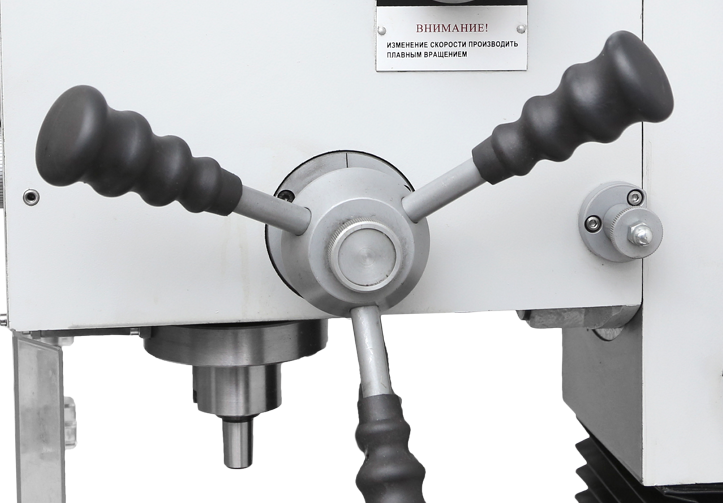 ВНИМАНИЕ!
ИЗМЕНЕНИЕ СКОРОСТИ ПРОИЗВОДИТЬ
ПЛАВНЫМ ВРАЩЕНИЕМ